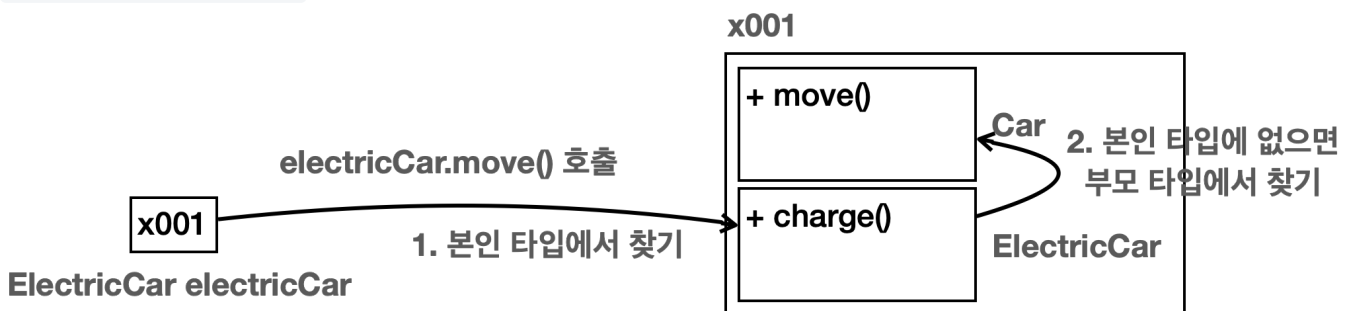 x001
+ move()
Car
2. 본인 타입에 없으면
부모 타입에서 찾기
electricCar.move() 호출
x001
+ charge()
1. 본인 타입에서 찾기
ElectricCar
ElectricCar electricCar